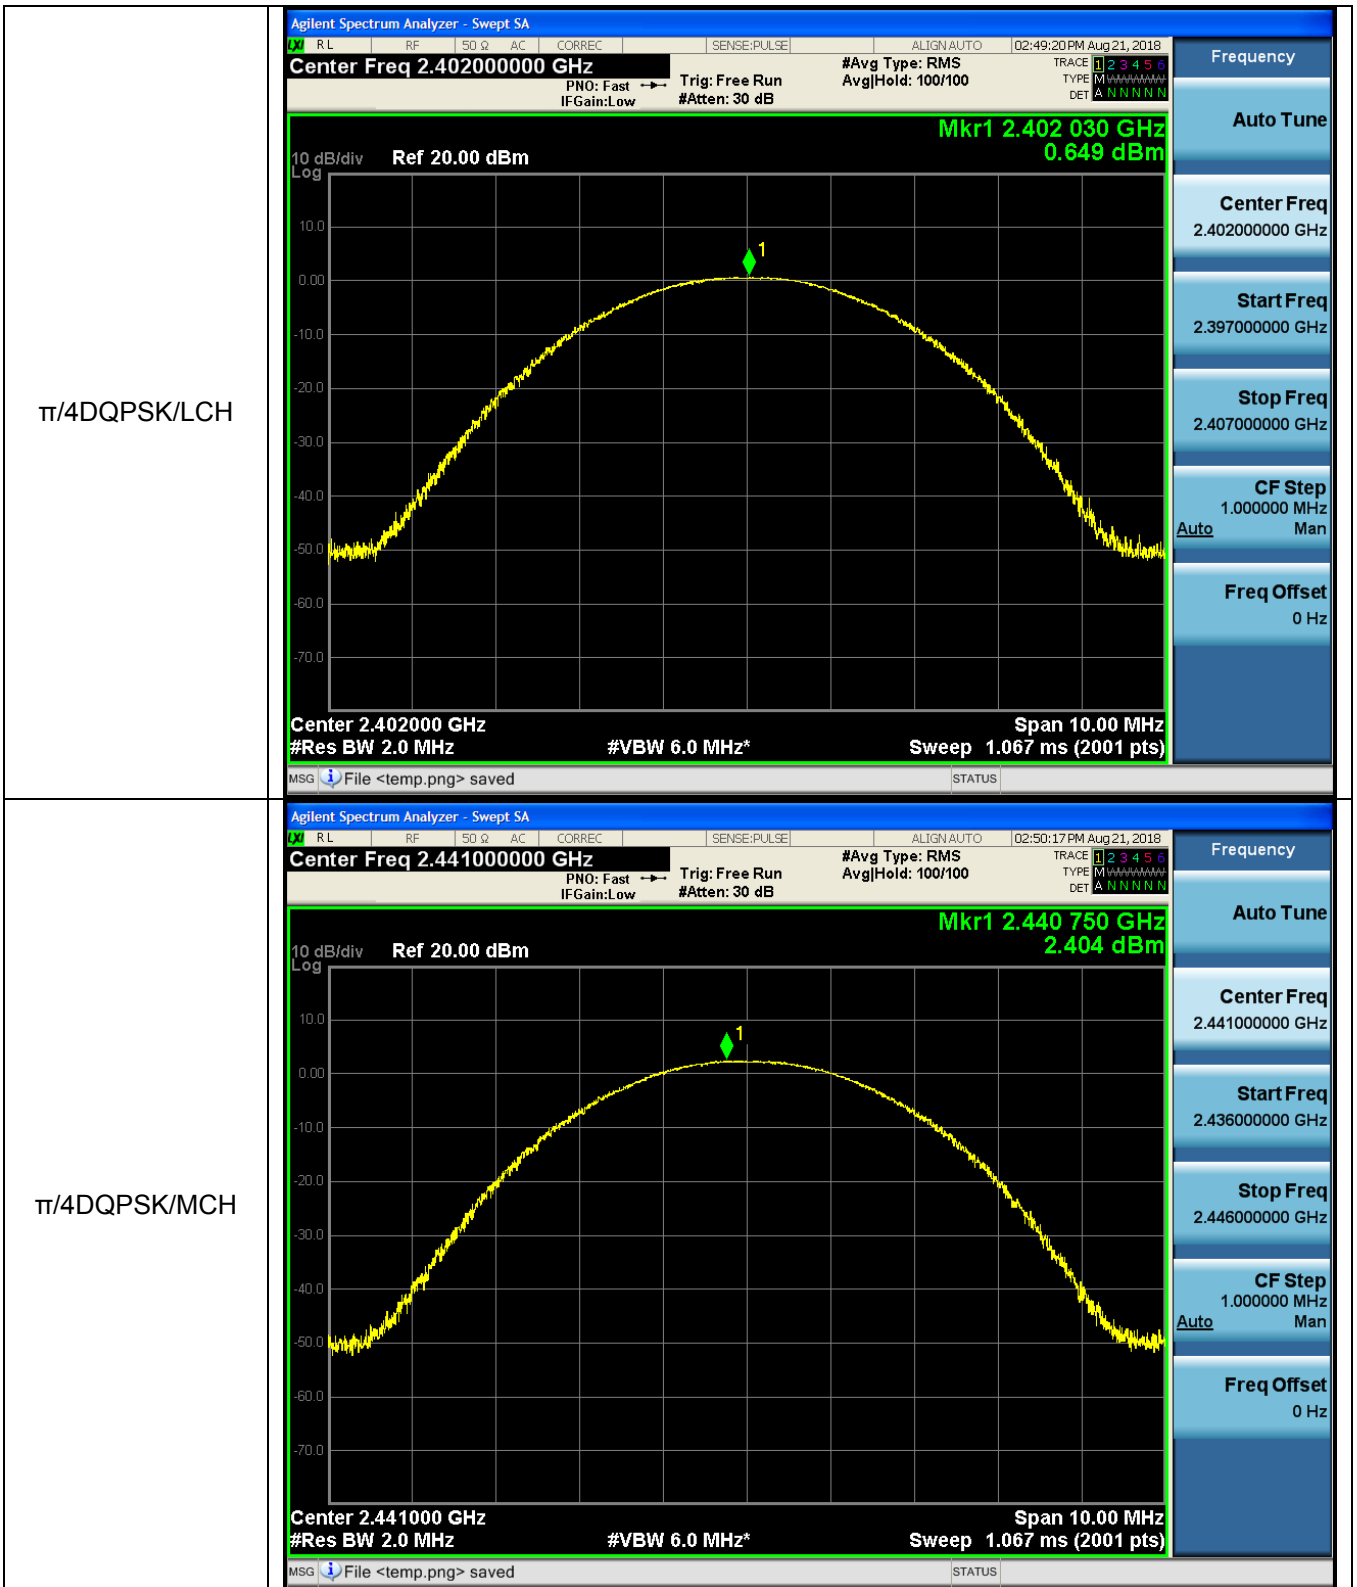 π/4DQPSK/LCH
Agilent Spectrum Analyzer - Swept SA
LXI RL RF 50 Ω AC CORREC SENSE:PULSE ALIGN AUTO 02:49:20 PM Aug 21, 2018
Center Freq 2.402000000 GHz
PNO: Fast
IFGain:Low
Trig: Free Run
#Atten: 30 dB
#Avg Type: RMS
Avg|Hold: 100/100
TRACE 1 2 3 4 5 6
TYPE M WWWWW
DET A N N N N N
Mkr1 2.402 030 GHz
0.649 dBm
10 dB/div Ref 20.00 dBm
Log
1
10.0
0.00
-10.0
-20.0
-30.0
-40.0
-50.0
-60.0
-70.0
Center 2.402000 GHz Span 10.00 MHz
#Res BW 2.0 MHz #VBW 6.0 MHz* Sweep 1.067 ms (2001 pts)
MSG File <temp.png> saved STATUS
Frequency
Auto Tune
Center Freq
2.402000000 GHz
Start Freq
2.397000000 GHz
Stop Freq
2.407000000 GHz
CF Step
1.000000 MHz
Auto Man
Freq Offset
0 Hz
π/4DQPSK/MCH
Agilent Spectrum Analyzer - Swept SA
LXI RL RF 50 Ω AC CORREC SENSE:PULSE ALIGN AUTO 02:50:17 PM Aug 21, 2018
Center Freq 2.441000000 GHz
PNO: Fast
IFGain:Low
Trig: Free Run
#Atten: 30 dB
#Avg Type: RMS
Avg|Hold: 100/100
TRACE 1 2 3 4 5 6
TYPE M WWWWW
DET A N N N N N
Mkr1 2.440 750 GHz
2.404 dBm
10 dB/div Ref 20.00 dBm
Log
1
10.0
0.00
-10.0
-20.0
-30.0
-40.0
-50.0
-60.0
-70.0
Center 2.441000 GHz Span 10.00 MHz
#Res BW 2.0 MHz #VBW 6.0 MHz* Sweep 1.067 ms (2001 pts)
MSG File <temp.png> saved STATUS
Frequency
Auto Tune
Center Freq
2.441000000 GHz
Start Freq
2.436000000 GHz
Stop Freq
2.446000000 GHz
CF Step
1.000000 MHz
Auto Man
Freq Offset
0 Hz